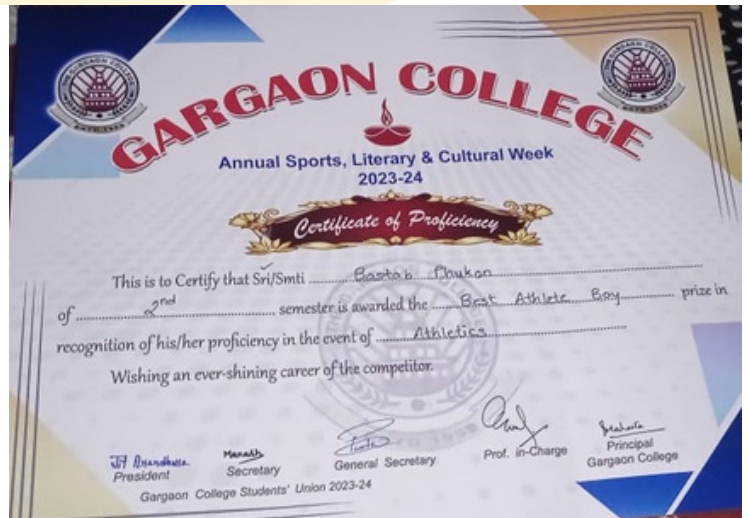 GARGAON COLLEGE
Annual Sports, Literary & Cultural Week
2023-24
Certificate of Proficiency
This is to Certify that Sri/Smti Bastab Phukon
of 2nd semester is awarded the Best Athlete Boy prize in
recognition of his/her proficiency in the event of Athletics
Wishing an ever-shining career of the competitor.
President
Manash
Secretary
General Secretary
Prof. in-Charge
Principal
Gargaon College
Gargaon College Students' Union 2023-24